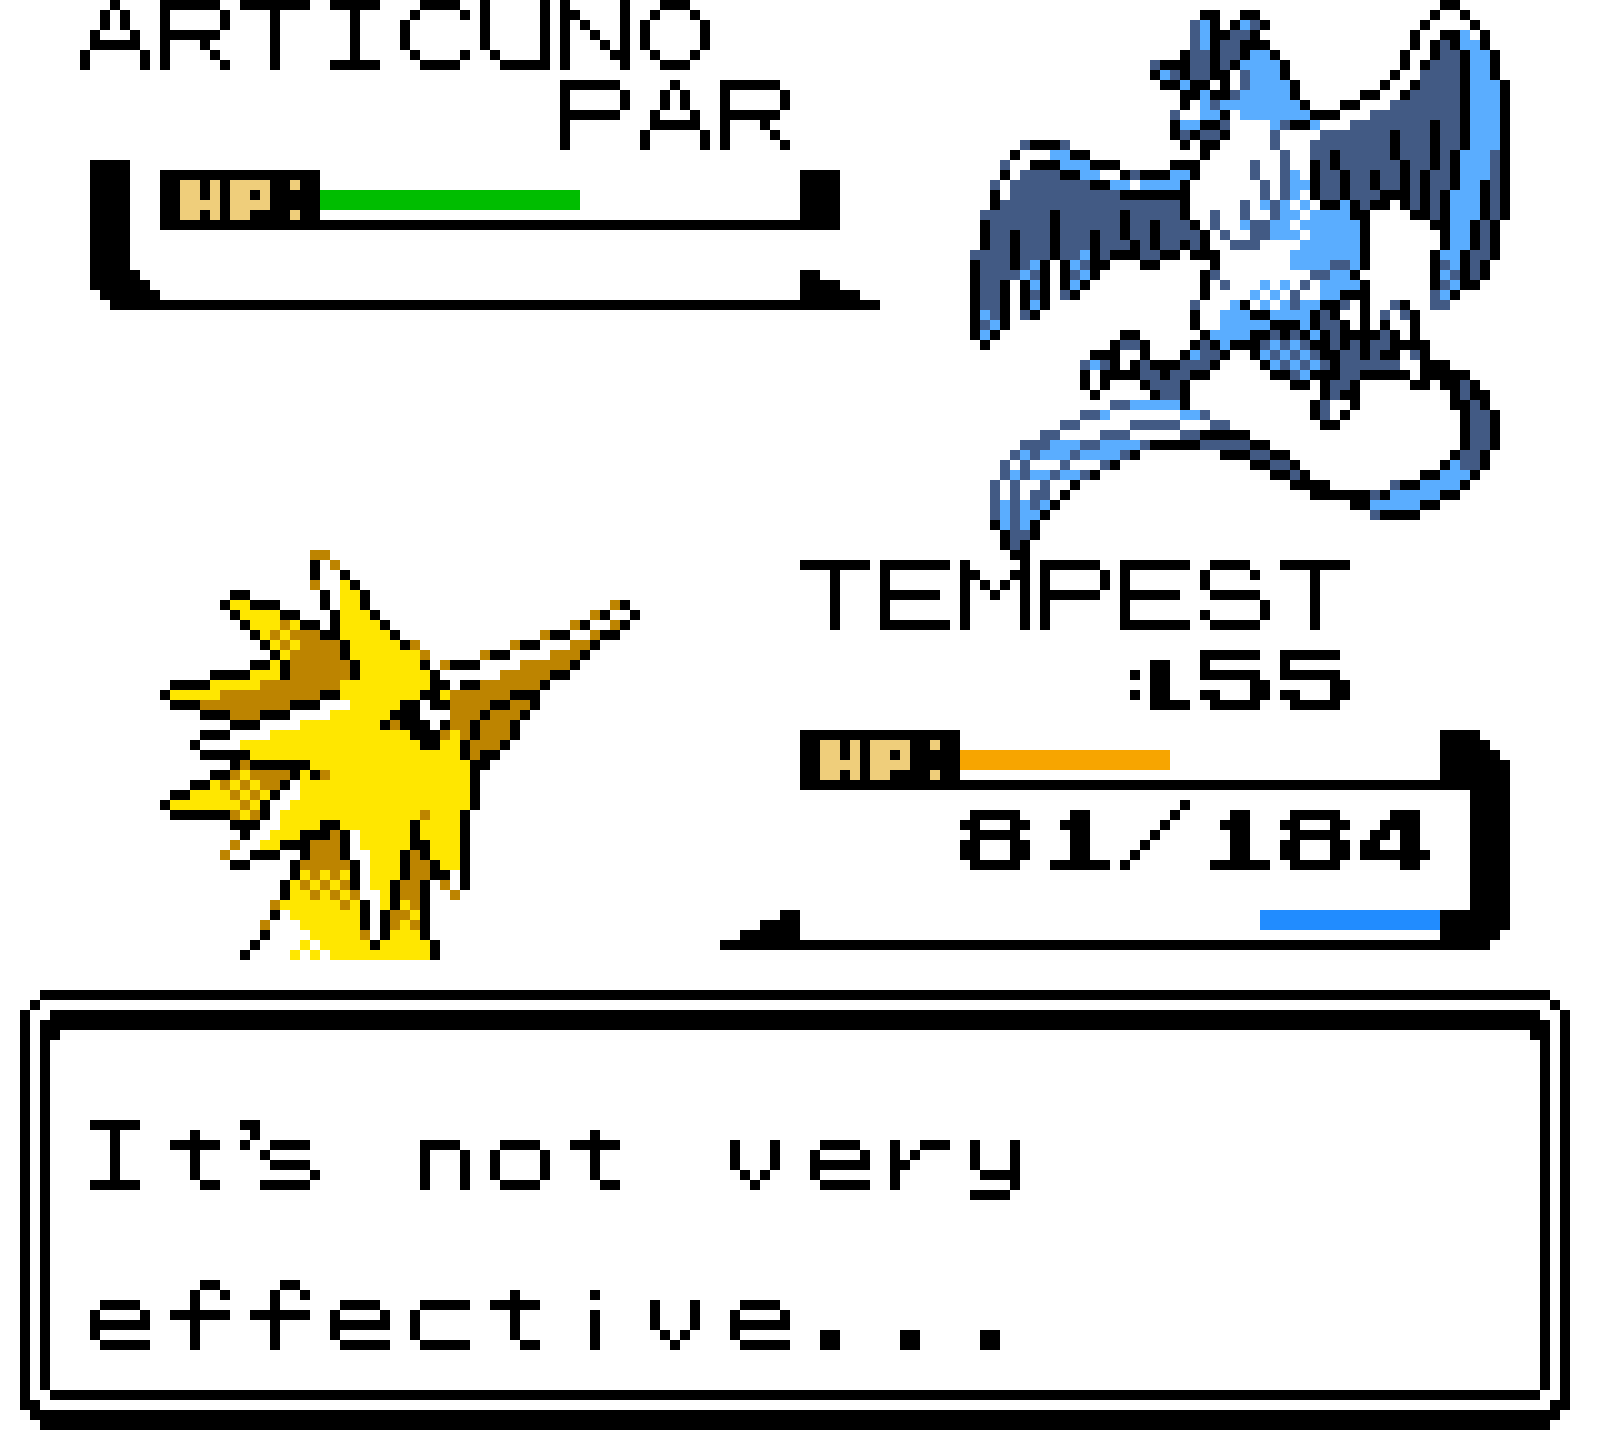 ARTICUNO
PAR
HP:
TEMPEST
:L55
HP:
81/184
It's not very
effective...